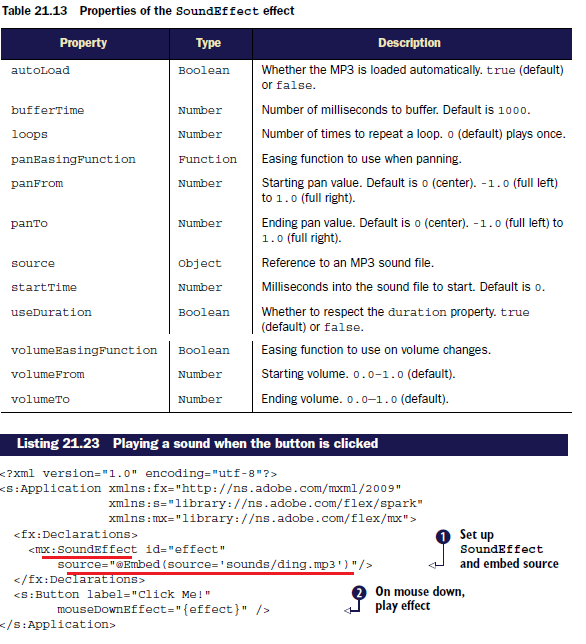 Table 21.13 Properties of the SoundEffect effect
Property Type Description
autoLoad Boolean Whether the MP3 is loaded automatically. true (default)
or false.
bufferTime Number Number of milliseconds to buffer. Default is 1000.
loops Number Number of times to repeat a loop. 0 (default) plays once.
panEasingFunction Function Easing function to use when panning.
panFrom Number Starting pan value. Default is 0 (center). -1.0 (full left)
to 1.0 (full right).
panTo Number Ending pan value. Default is 0 (center). -1.0 (full left) to
1.0 (full right).
source Object Reference to an MP3 sound file.
startTime Number Milliseconds into the sound file to start. Default is 0.
useDuration Boolean Whether to respect the duration property. true
(default) or false.
volumeEasingFunction Boolean Easing function to use on volume changes.
volumeFrom Number Starting volume. 0.0–1.0 (default).
volumeTo Number Ending volume. 0.0–1.0 (default).
Listing 21.23 Playing a sound when the button is clicked
<?xml version="1.0" encoding="utf-8"?>
<s:Application xmlns:fx="http://ns.adobe.com/mxml/2009"
xmlns:s="library://ns.adobe.com/flex/spark"
xmlns:mx="library://ns.adobe.com/flex/mx">
<fx:Declarations>
<mx:SoundEffect id="effect"
source="@Embed(source='sounds/ding.mp3')"/>
</fx:Declarations>
<s:Button label="Click Me!"
mouseDownEffect="{effect}" />
</s:Application>
1 Set up
SoundEffect
and embed source
2 On mouse down,
play effect